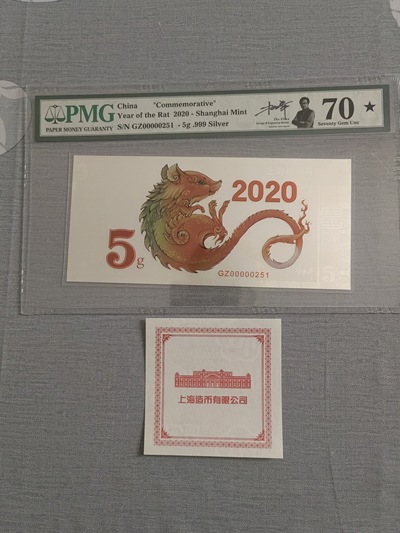 PMG
PAPER MONEY GUARANTY
China "Commemorative"
Year of the Rat 2020 - Shanghai Mint
S/N GZ00000251 - 5g .999 Silver
70 ★
Seventy Gem Unc
2020
5g
GZ00000251
上海造币有限公司